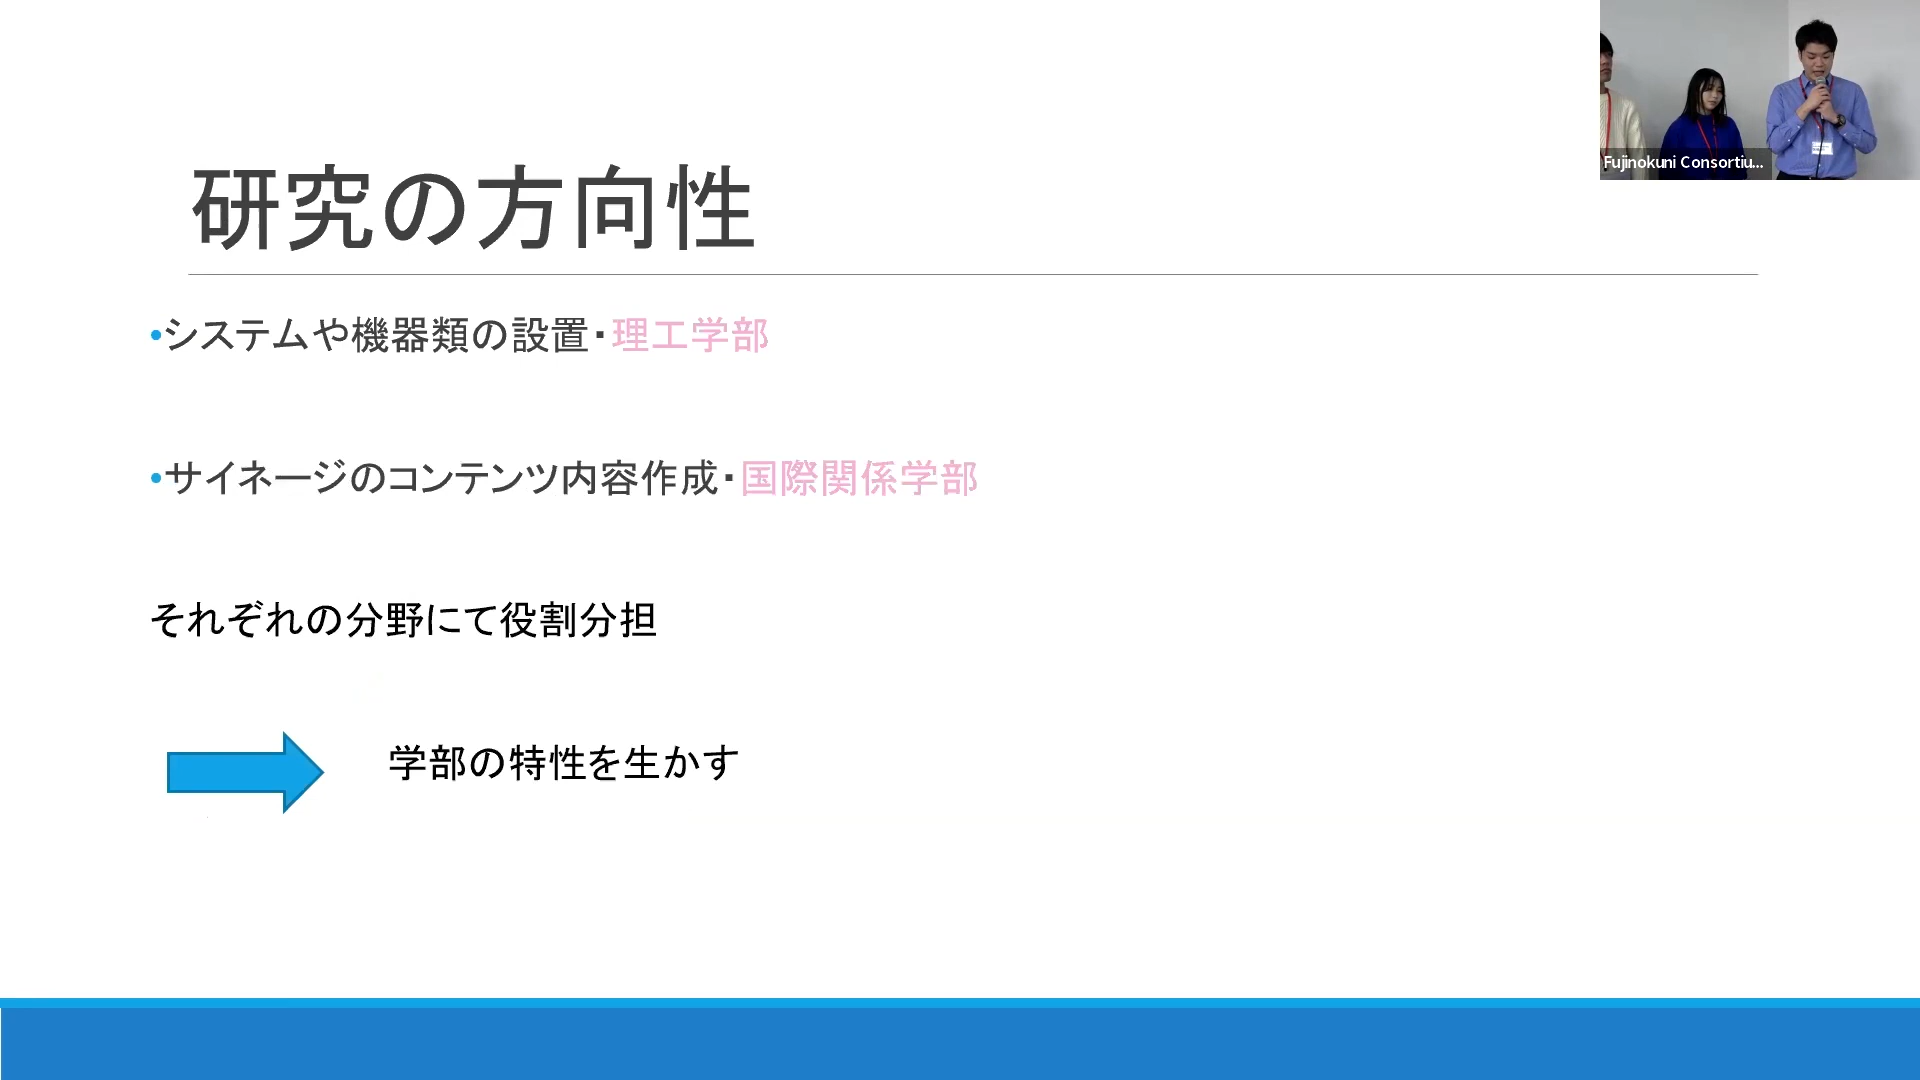 研究の方向性
•システムや機器類の設置・理工学部
•サイネージのコンテンツ内容作成・国際関係学部
それぞれの分野にて役割分担
学部の特性を生かす
Fujinokuni Consortiu...